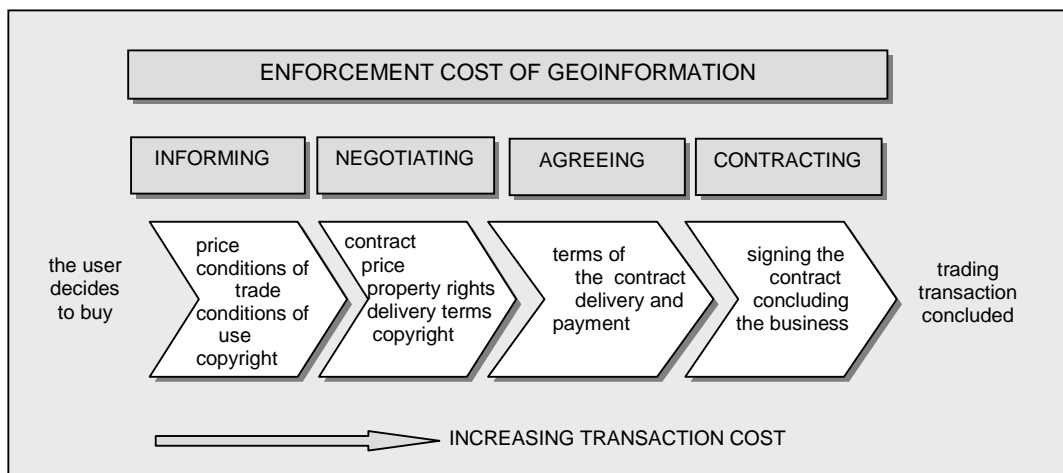 ENFORCEMENT COST OF GEOINFORMATION
INFORMING
NEGOTIATING
AGREEING
CONTRACTING
the user
decides
to buy
price
conditions of
trade
conditions of
use
copyright
contract
price
property rights
delivery terms
copyright
terms of
the contract
delivery and
payment
signing the
contract
concluding
the business
trading
transaction
concluded
INCREASING TRANSACTION COST